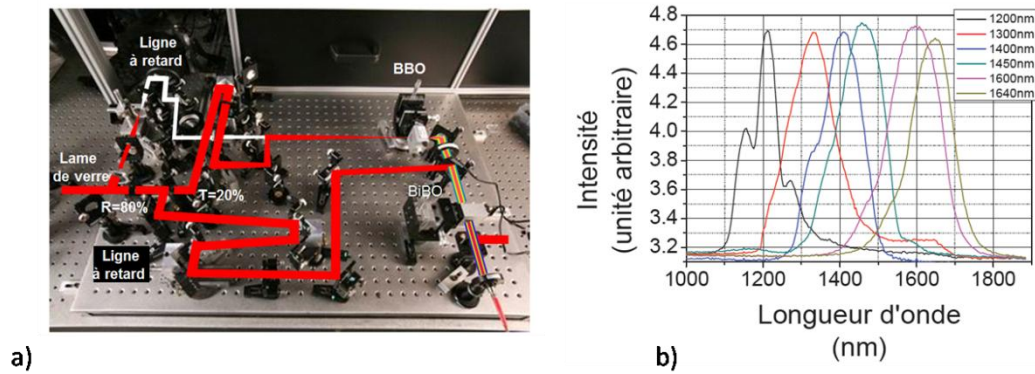 Ligne
à retard
BBO
Lame
de verre
R=80%
T=20%
BiBO
Ligne
à retard
a)
Intensité
(unité arbitraire)
4.8
4.6
4.4
4.2
4.0
3.8
3.6
3.4
3.2
1000
1200
1400
1600
1800
Longueur d'onde
(nm)
1200nm
1300nm
1400nm
1450nm
1600nm
1640nm
b)